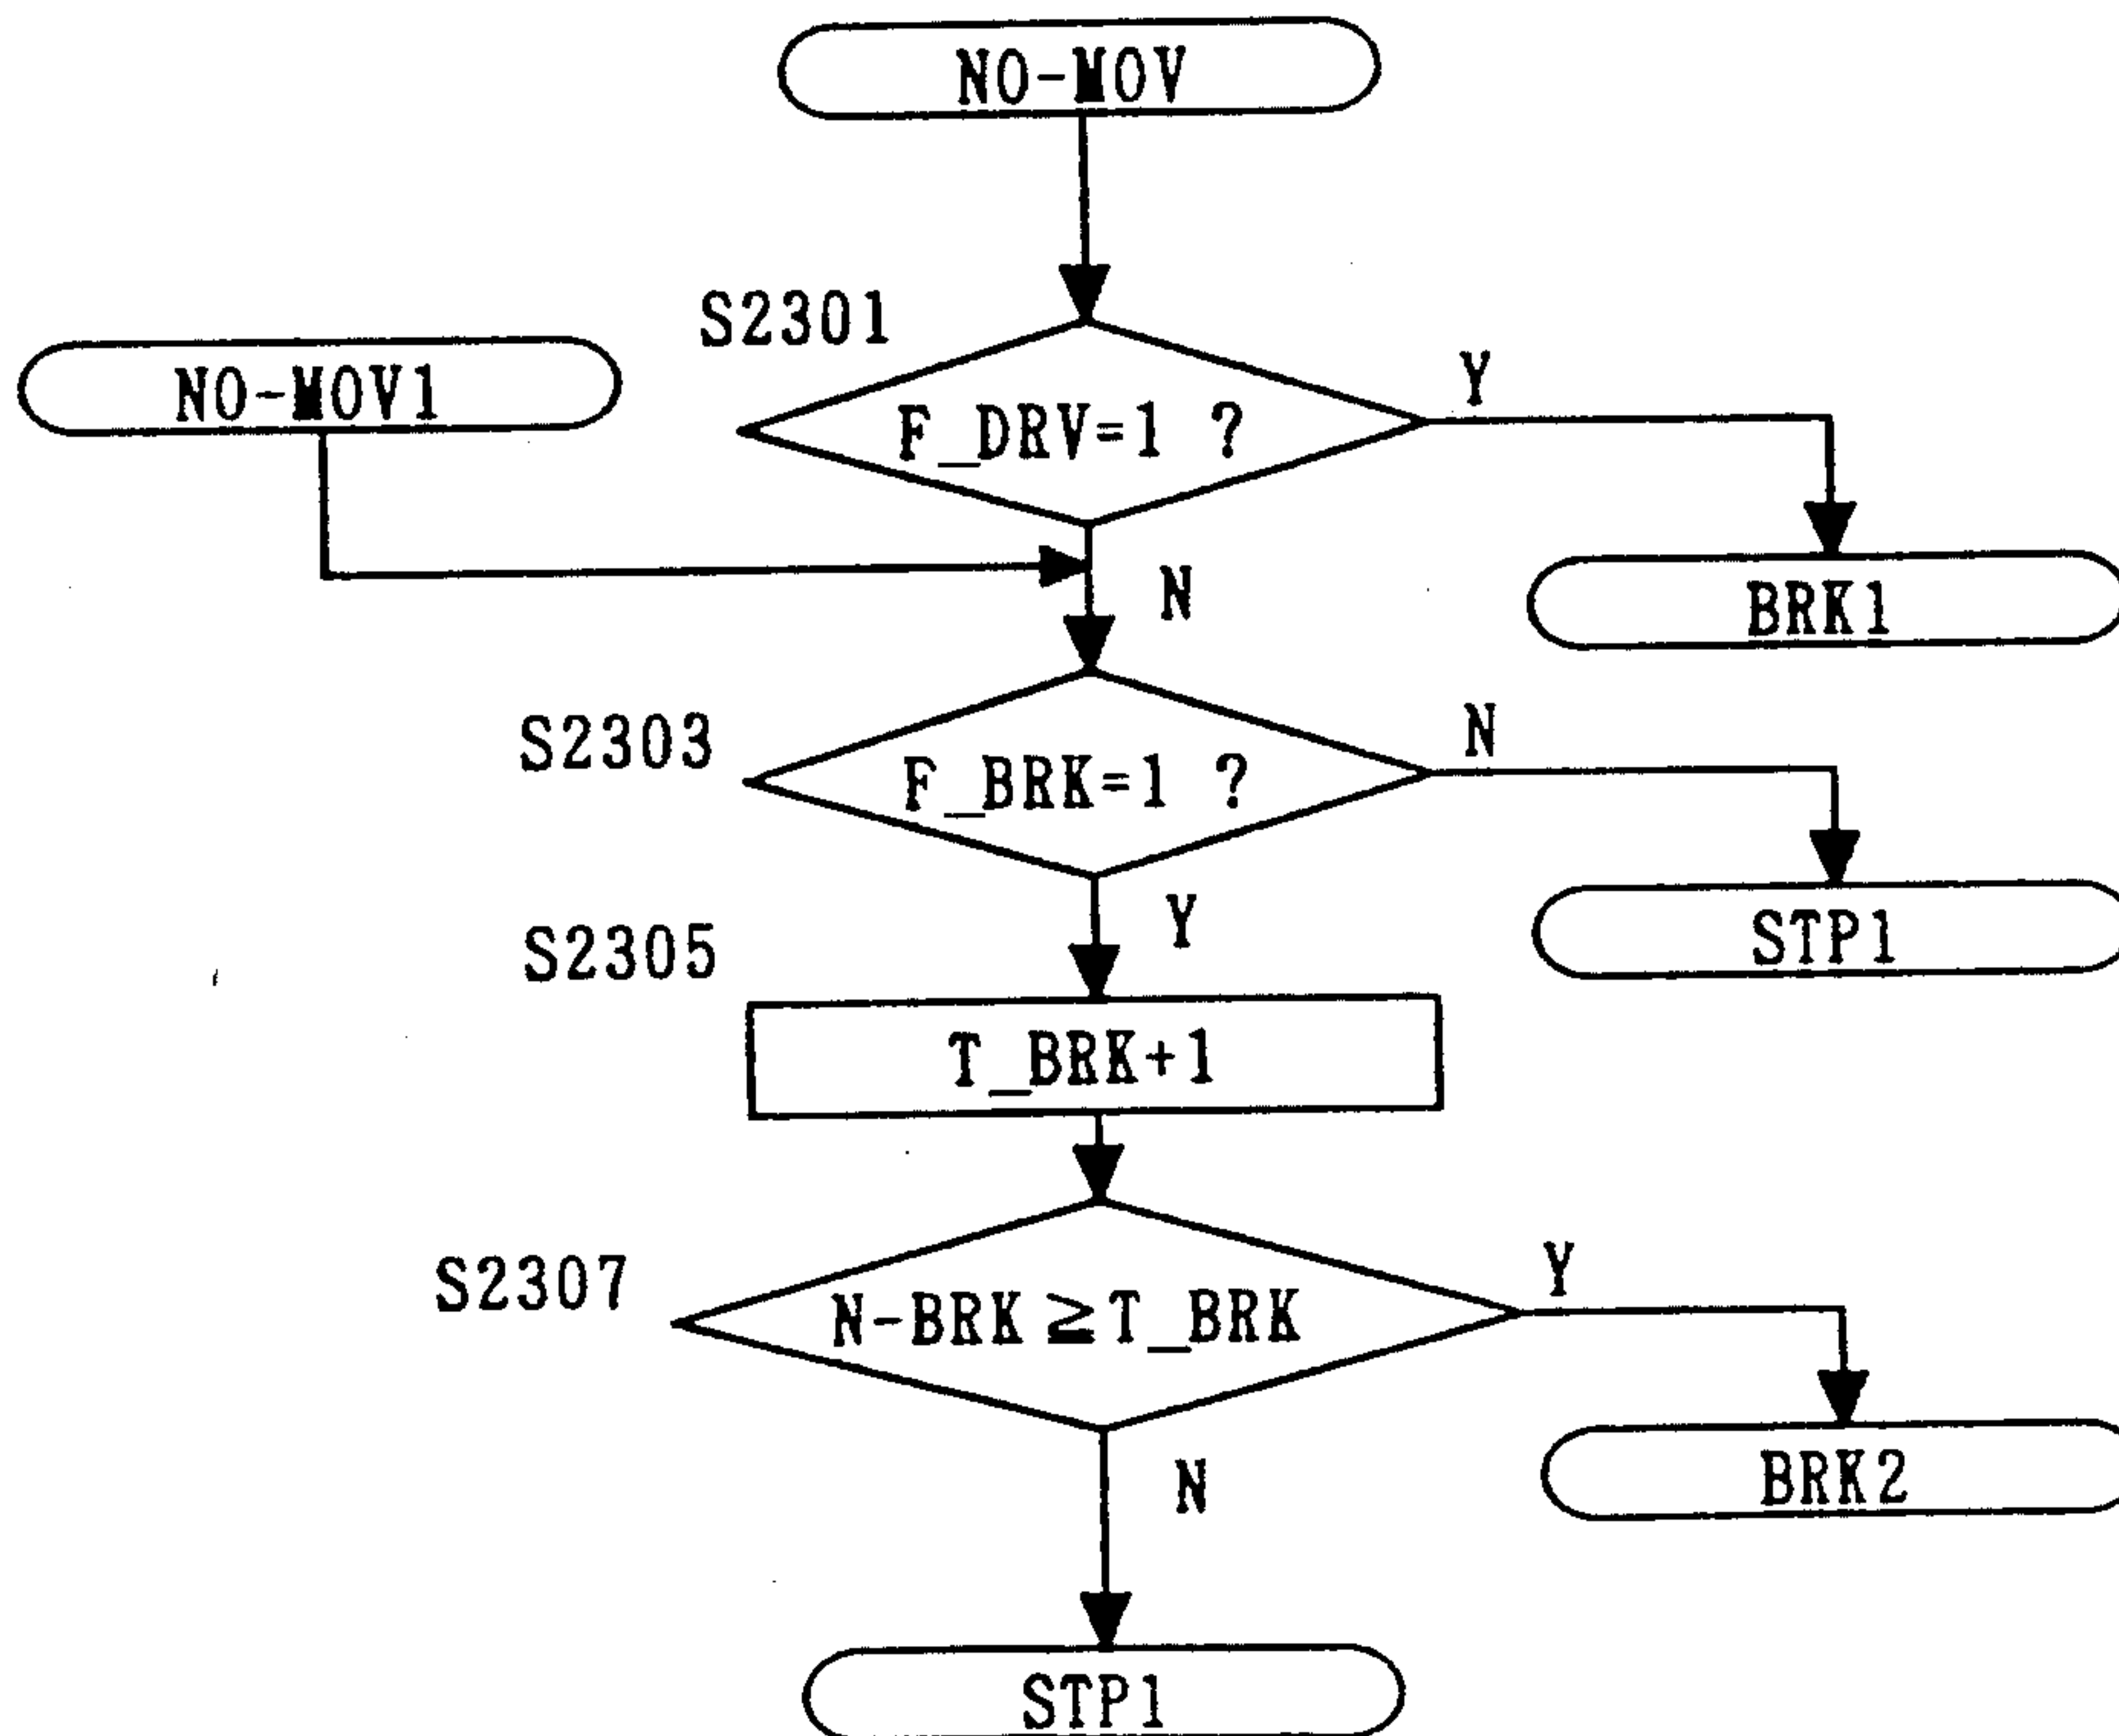 NO-MOV
S2301
NO-MOV1
F_DRV=1 ?
Y
N
BRK1
S2303
F_BRK=1 ?
N
STP1
Y
S2305
T_BRK+1
S2307
N-BRK≧T_BRK
Y
BRK2
N
STP1